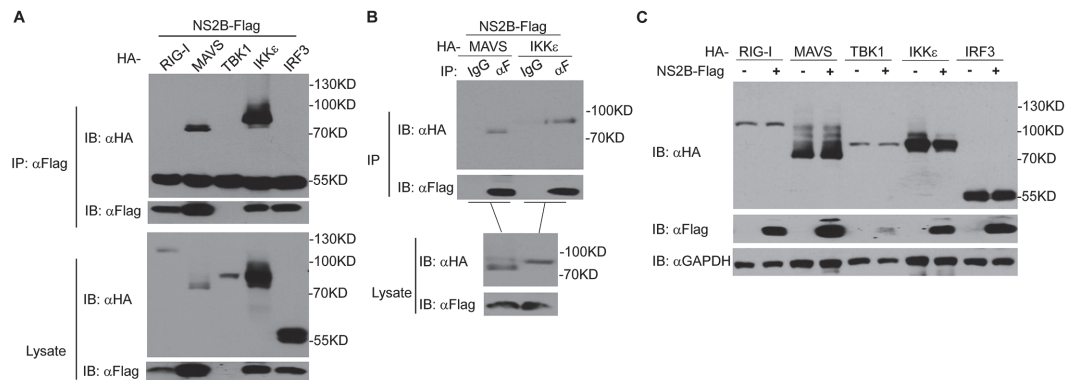 A
NS2B-Flag
HA- RIG-I MAVS TBK1 IKKε IRF3
-130KD
-100KD
IB: αHA
-70KD
IP: αFlag
-55KD
IB: αFlag
-130KD
-100KD
IB: αHA
-70KD
Lysate
-55KD
IB: αFlag
B
NS2B-Flag
HA- MAVS IKKε
IP: IgG αF IgG αF
-100KD
IB: αHA
-70KD
IP
IB: αFlag
-100KD
IB: αHA
-70KD
Lysate
IB: αFlag
C
HA- RIG-I MAVS TBK1 IKKε IRF3
NS2B-Flag - + - + - + - + - +
-130KD
-100KD
IB: αHA
-70KD
-55KD
IB: αFlag
IB: αGAPDH